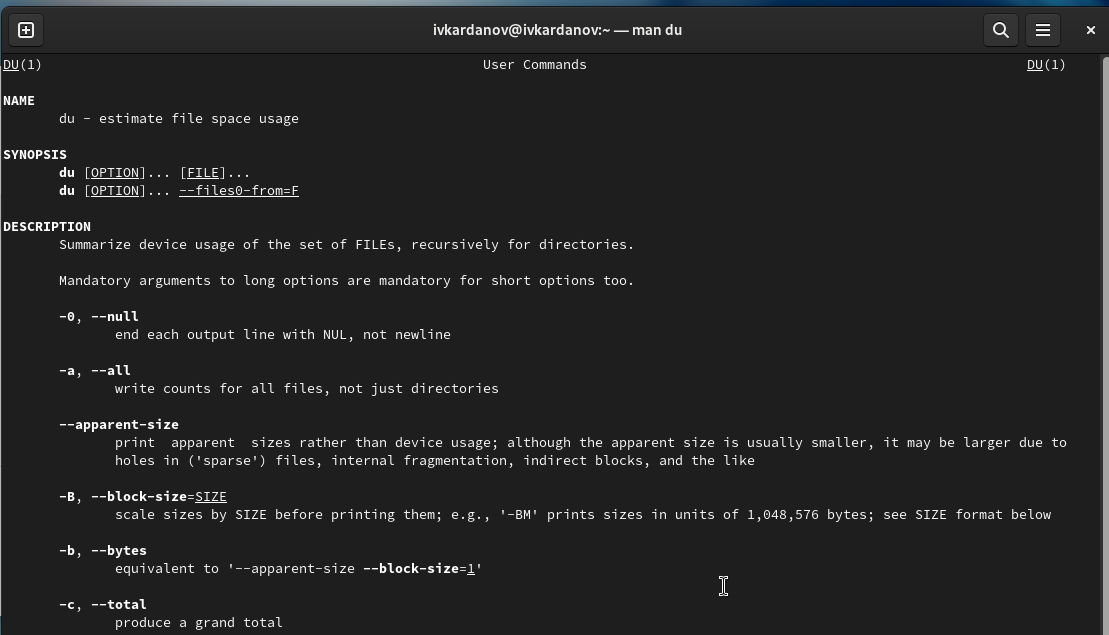 ivkardanov@ivkardanov:~ — man du
DU(1) User Commands DU(1)
NAME
du - estimate file space usage
SYNOPSIS
du [OPTION]... [FILE]...
du [OPTION]... --files0-from=F
DESCRIPTION
Summarize device usage of the set of FILEs, recursively for directories.
Mandatory arguments to long options are mandatory for short options too.
-0, --null
end each output line with NUL, not newline
-a, --all
write counts for all files, not just directories
--apparent-size
print apparent sizes rather than device usage; although the apparent size is usually smaller, it may be larger due to
holes in ('sparse') files, internal fragmentation, indirect blocks, and the like
-B, --block-size=SIZE
scale sizes by SIZE before printing them; e.g., '-BM' prints sizes in units of 1,048,576 bytes; see SIZE format below
-b, --bytes
equivalent to '--apparent-size --block-size=1'
-c, --total
produce a grand total